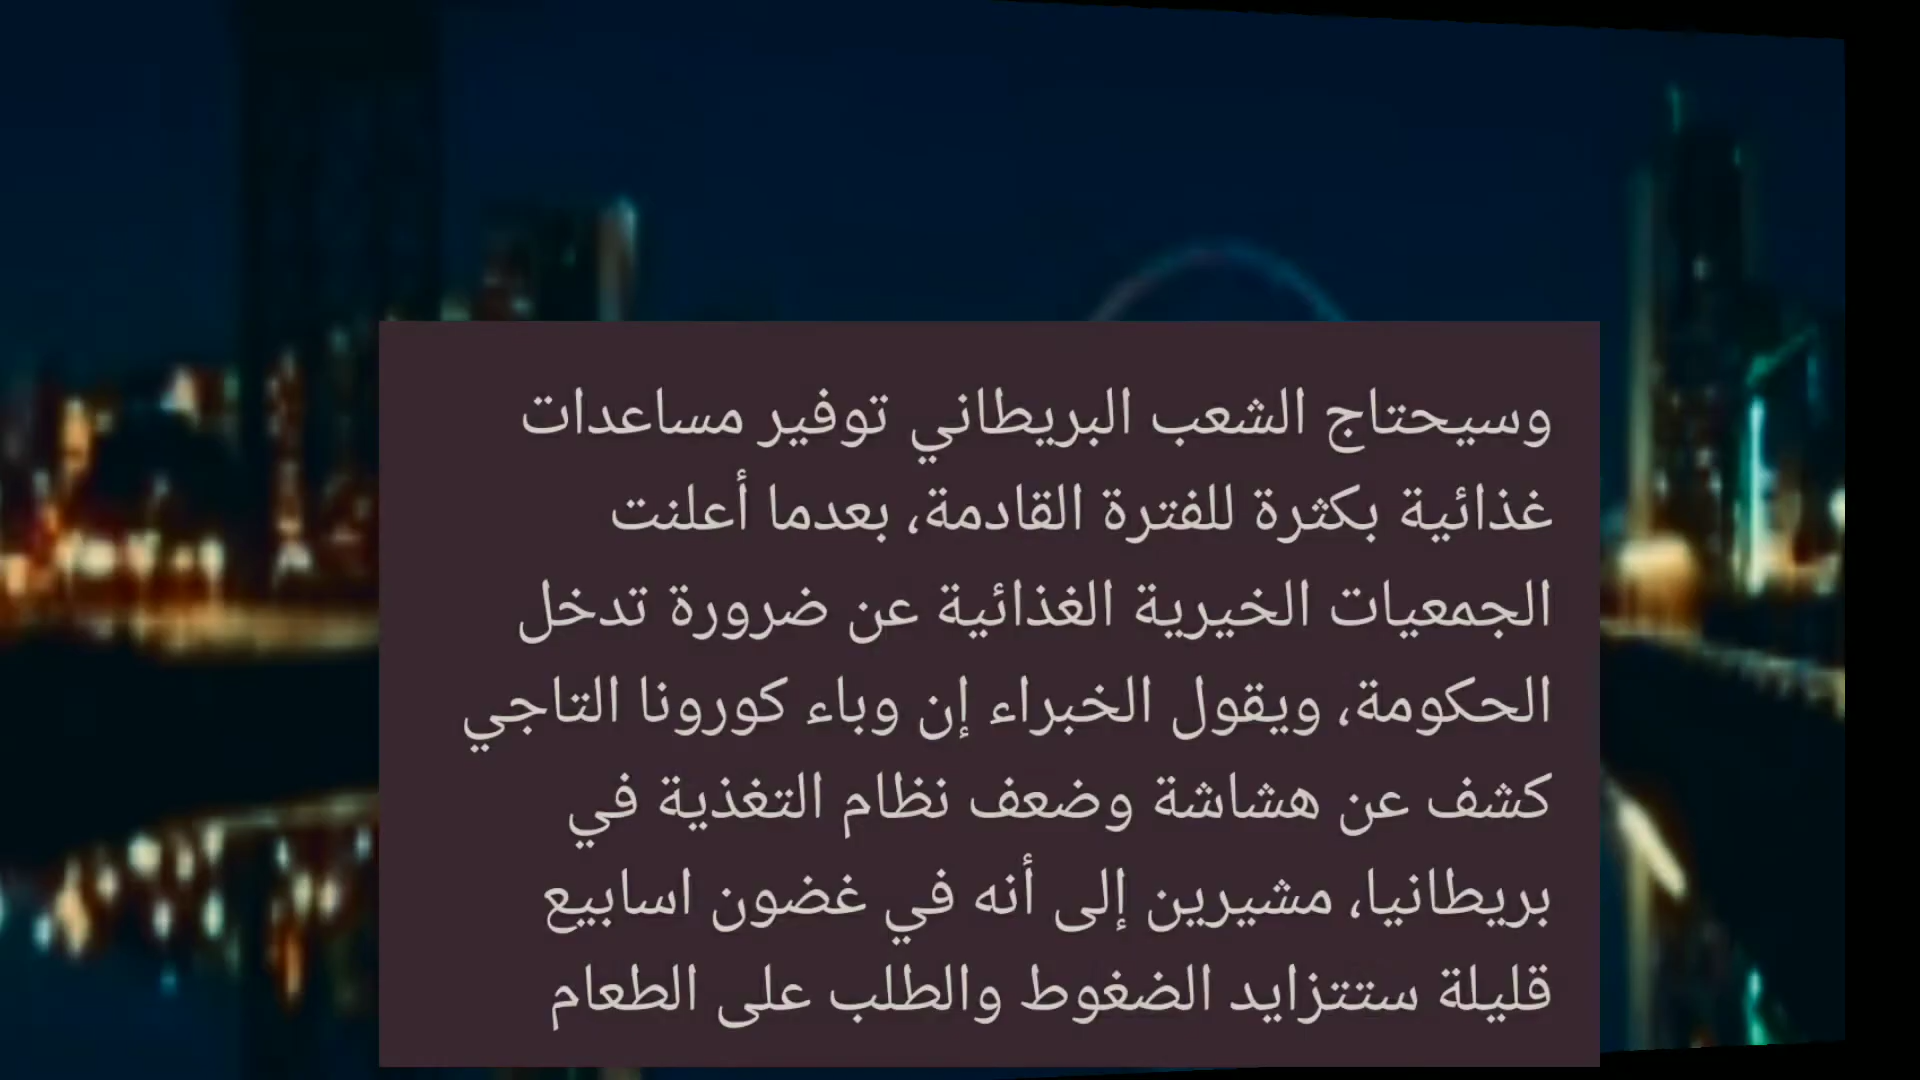 وسيحتاج الشعب البريطاني توفير مساعدات
غذائية بكثرة للفترة القادمة، بعدما أعلنت
الجمعيات الخيرية الغذائية عن ضرورة تدخل
الحكومة، ويقول الخبراء إن وباء كورونا التاجي
كشف عن هشاشة وضعف نظام التغذية في
بريطانيا، مشيرين إلى أنه في غضون اسابيع
قليلة ستتزايد الضغوط والطلب على الطعام